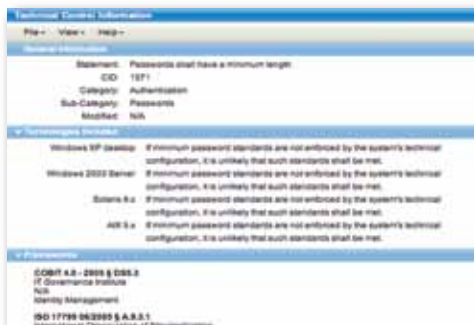 Technical Control Information
File View Help
General Information
Statement: Passwords shall have a minimum length
CID: 1071
Category: Authentication
Sub-Category: Passwords
Modified: N/A
Technologies Included
Windows XP desktop If minimum password standards are not enforced by the system's technical
configuration, it is unlikely that such standards shall be met.
Windows 2003 Server If minimum password standards are not enforced by the system's technical
configuration, it is unlikely that such standards shall be met.
Solaris 9.x If minimum password standards are not enforced by the system's technical
configuration, it is unlikely that such standards shall be met.
AIX 5.x If minimum password standards are not enforced by the system's technical
configuration, it is unlikely that such standards shall be met.
Frameworks
COBIT 4.0 - 2005 § DS5.3
IT Governance Institute
N/A
Identity Management
ISO 17799 06/2005 §